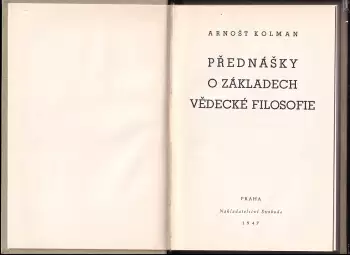 ARNOŠT KOLMAN
PŘEDNÁŠKY
O ZÁKLADECH
VĚDECKÉ FILOSOFIE
PRAHA
Nakladatelství Svoboda
1947